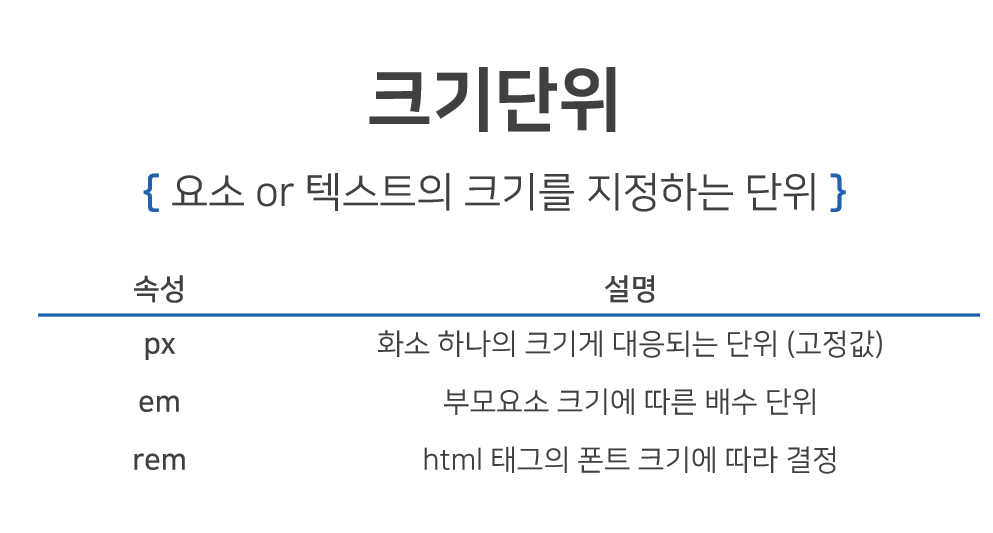 크기단위
{ 요소 or 텍스트의 크기를 지정하는 단위 }
속성 설명
px 화소 하나의 크기게 대응되는 단위 (고정값)
em 부모요소 크기에 따른 배수 단위
rem html 태그의 폰트 크기에 따라 결정